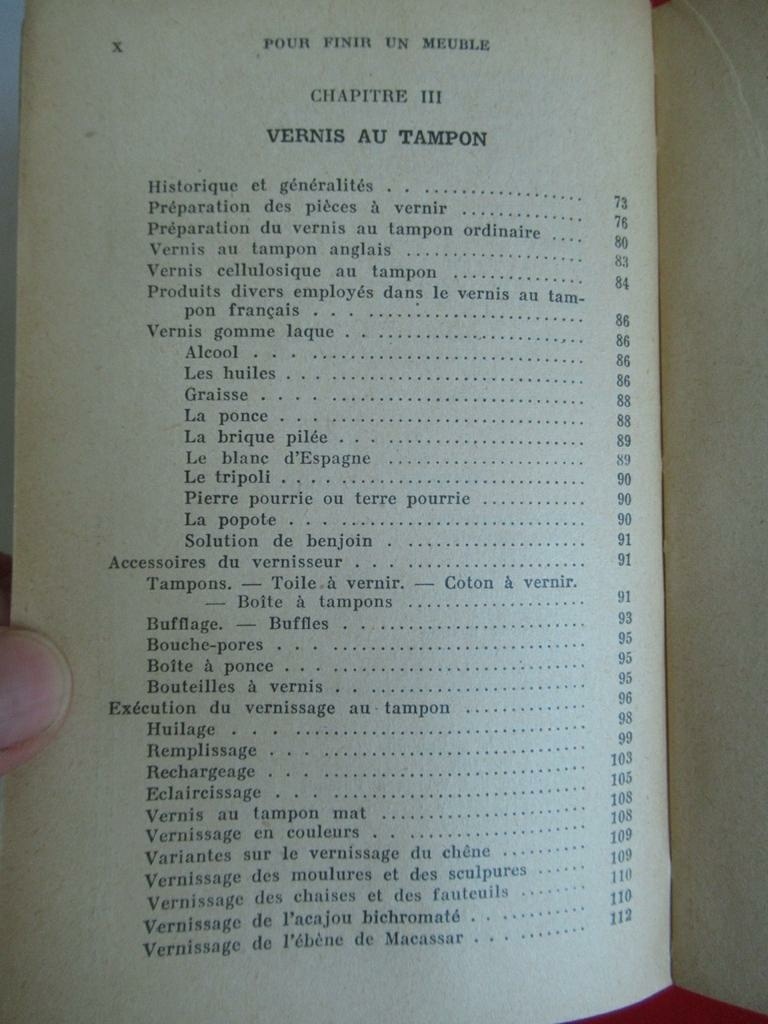 X POUR FINIR UN MEUBLE
CHAPITRE III
VERNIS AU TAMPON
Historique et généralités . . .................... 73
Préparation des pièces à vernir ................ 76
Préparation du vernis au tampon ordinaire .... 80
Vernis au tampon anglais ...................... 83
Vernis cellulosique au tampon ................ 84
Produits divers employés dans le vernis au tam-
pon français . . . .......................... 86
Vernis gomme laque . . ........................ 86
Alcool . . . ................................ 86
Les huiles . . . ............................ 86
Graisse . . . .............................. 88
La ponce . . . ............................ 88
La brique pilée . . . ...................... 89
Le blanc d'Espagne ...................... 89
Le tripoli . . . ............................ 90
Pierre pourrie ou terre pourrie ............ 90
La popote . . . ............................ 90
Solution de benjoin . .................... 91
Accessoires du vernisseur . . . .................. 91
Tampons. — Toile à vernir. — Coton à vernir.
— Boîte à tampons .................... 91
Bufflage. — Buffles . . ........................ 93
Bouche-pores . . . ............................ 95
Boîte à ponce . . . .......................... 95
Bouteilles à vernis . . ........................ 95
Exécution du vernissage au tampon .............. 96
Huilage . . . ................................ 98
Remplissage . . . ............................ 99
Rechargeage . . . ............................ 103
Eclaircissage . . . ............................ 105
Vernis au tampon mat ...................... 108
Vernissage en couleurs . . .................... 108
Variantes sur le vernissage du chêne .......... 109
Vernissage des moulures et des sculpures ...... 109
Vernissage des chaises et des fauteuils ........ 110
Vernissage de l'acajou bichromaté . . .......... 110
Vernissage de l'ébène de Macassar . . . ........ 112